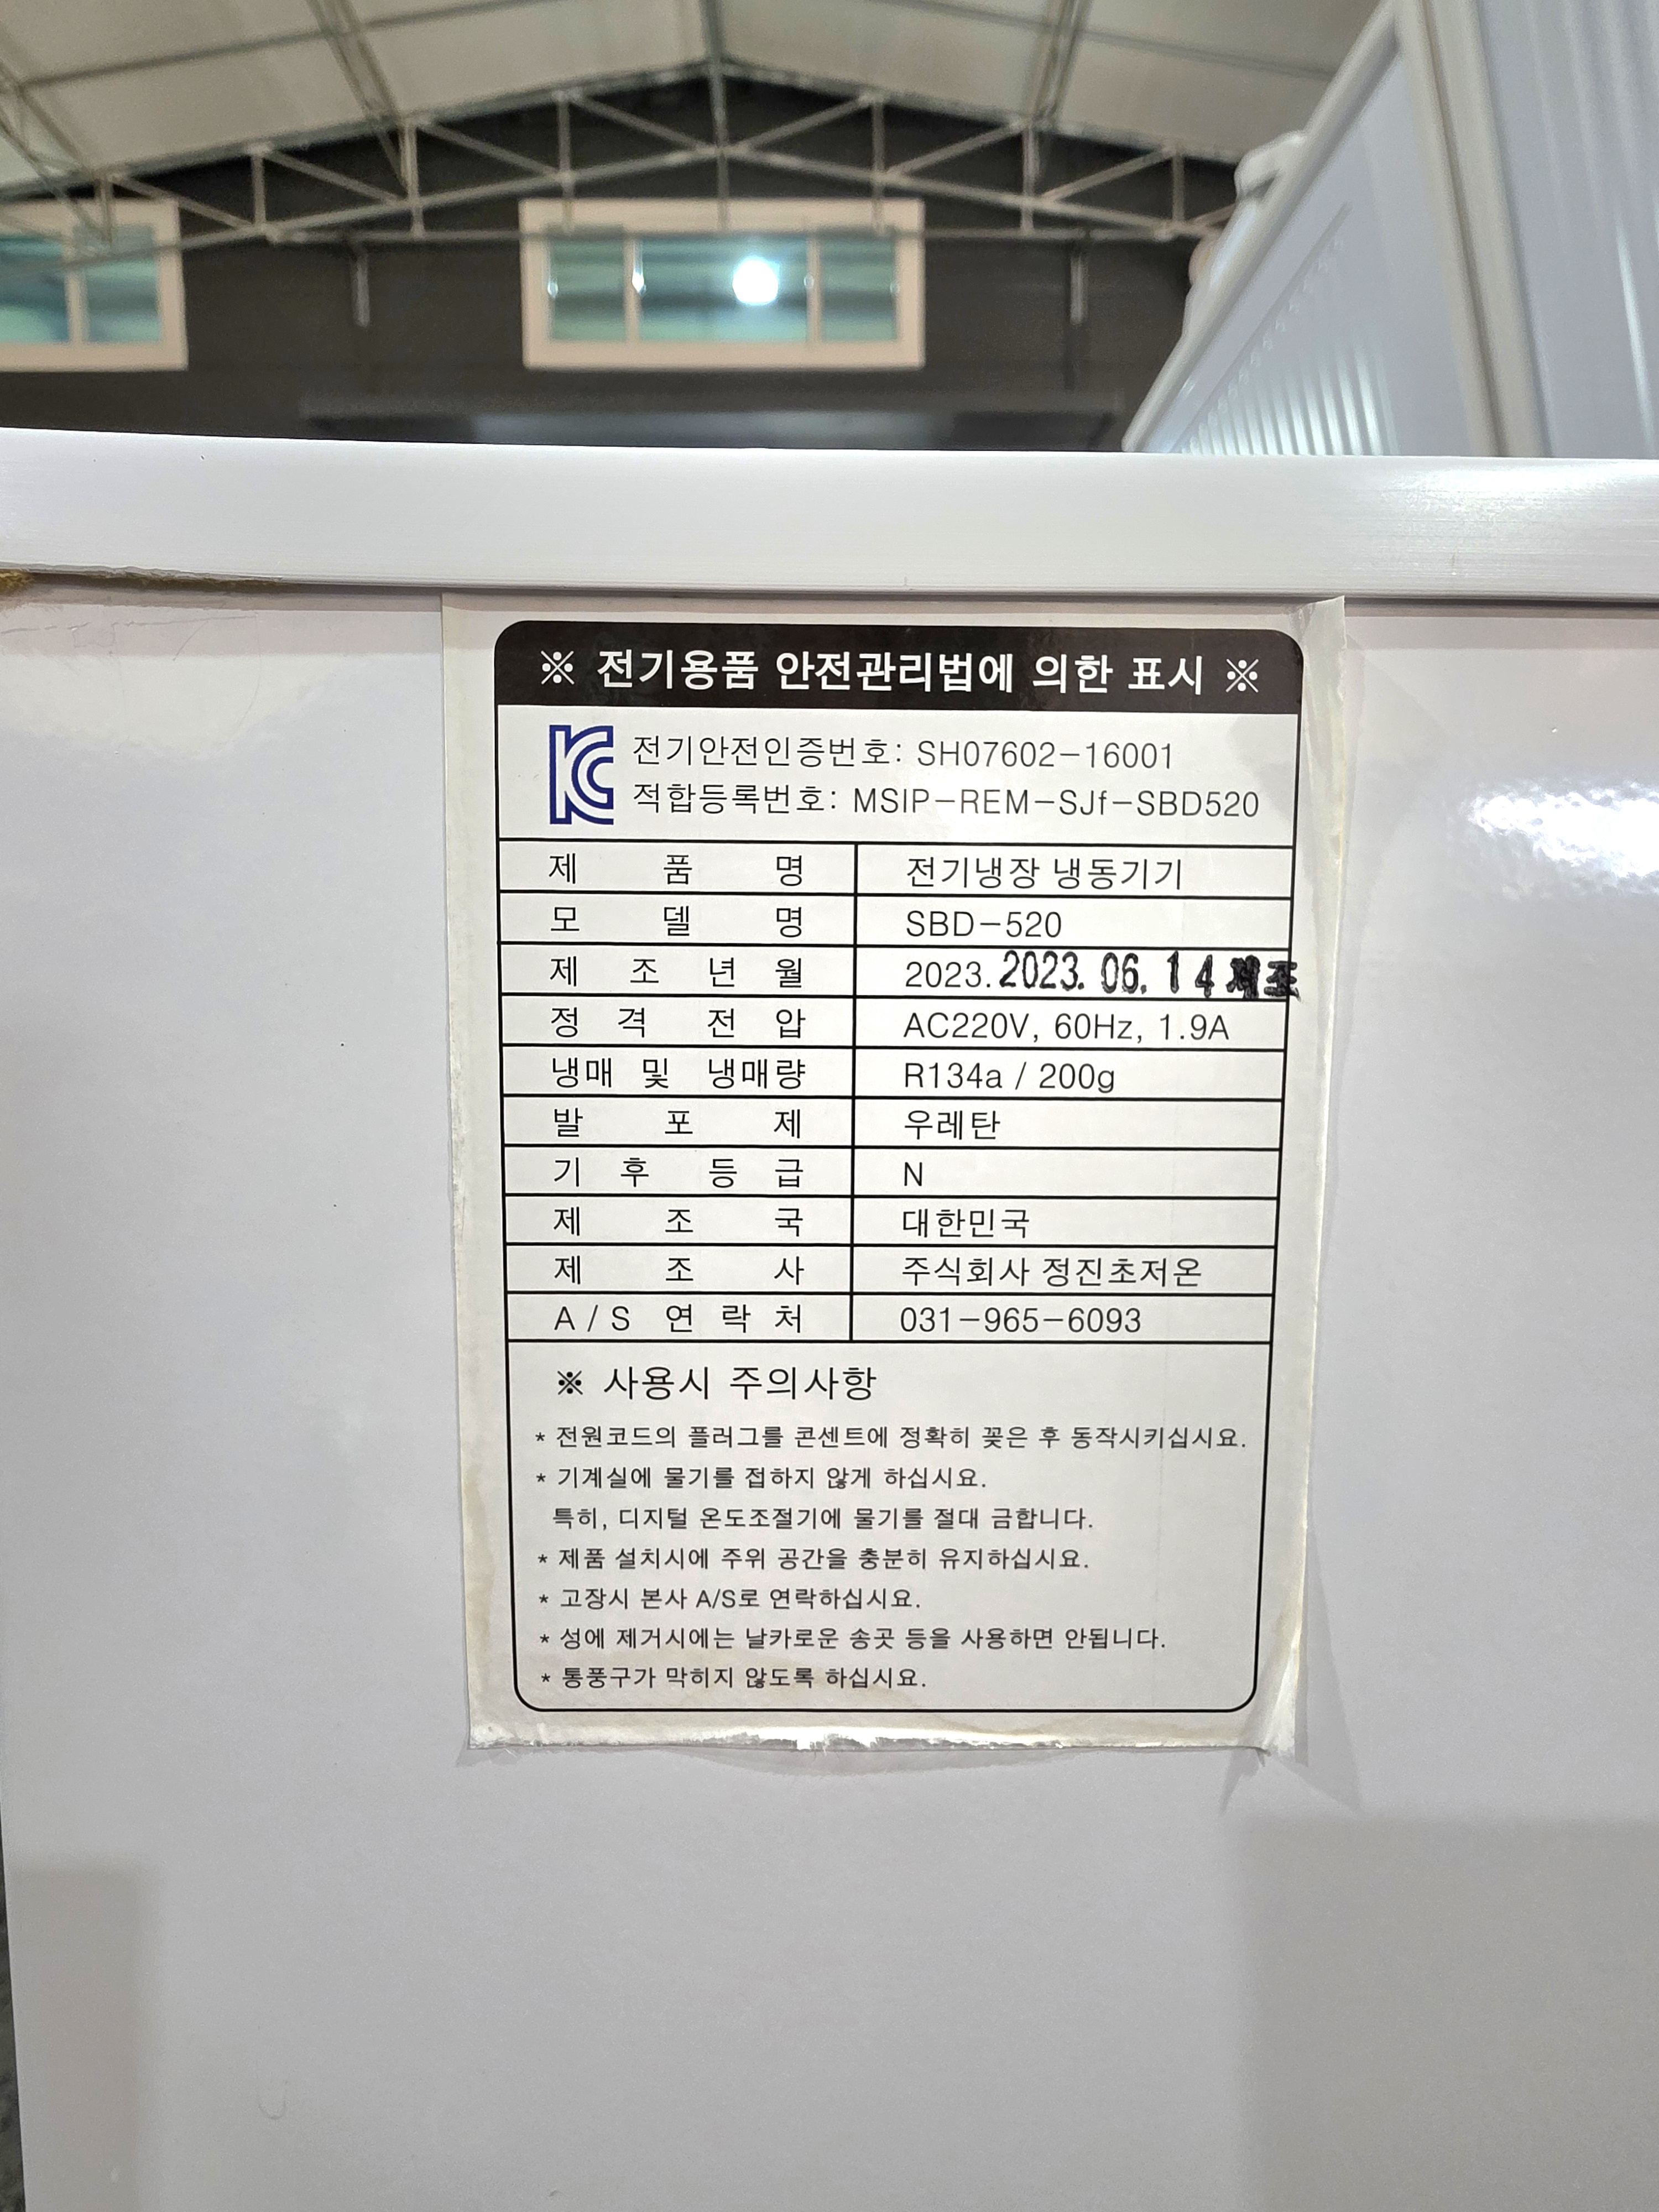 ※ 전기용품 안전관리법에 의한 표시 ※
전기안전인증번호: SH07602-16001
적합등록번호: MSIP-REM-SJf-SBD520
제 품 명 전기냉장 냉동기기
모 델 명 SBD-520
제 조 년 월 2023. 2023. 06. 14 제조
정 격 전 압 AC220V, 60Hz, 1.9A
냉매 및 냉매량 R134a / 200g
발 포 제 우레탄
기 후 등 급 N
제 조 국 대한민국
제 조 사 주식회사 정진초저온
A/S 연 락 처 031-965-6093
※ 사용시 주의사항
* 전원코드의 플러그를 콘센트에 정확히 꽂은 후 동작시키십시요.
* 기계실에 물기를 접하지 않게 하십시요.
특히, 디지털 온도조절기에 물기를 절대 금합니다.
* 제품 설치시에 주위 공간을 충분히 유지하십시요.
* 고장시 본사 A/S로 연락하십시요.
* 성에 제거시에는 날카로운 송곳 등을 사용하면 안됩니다.
* 통풍구가 막히지 않도록 하십시요.